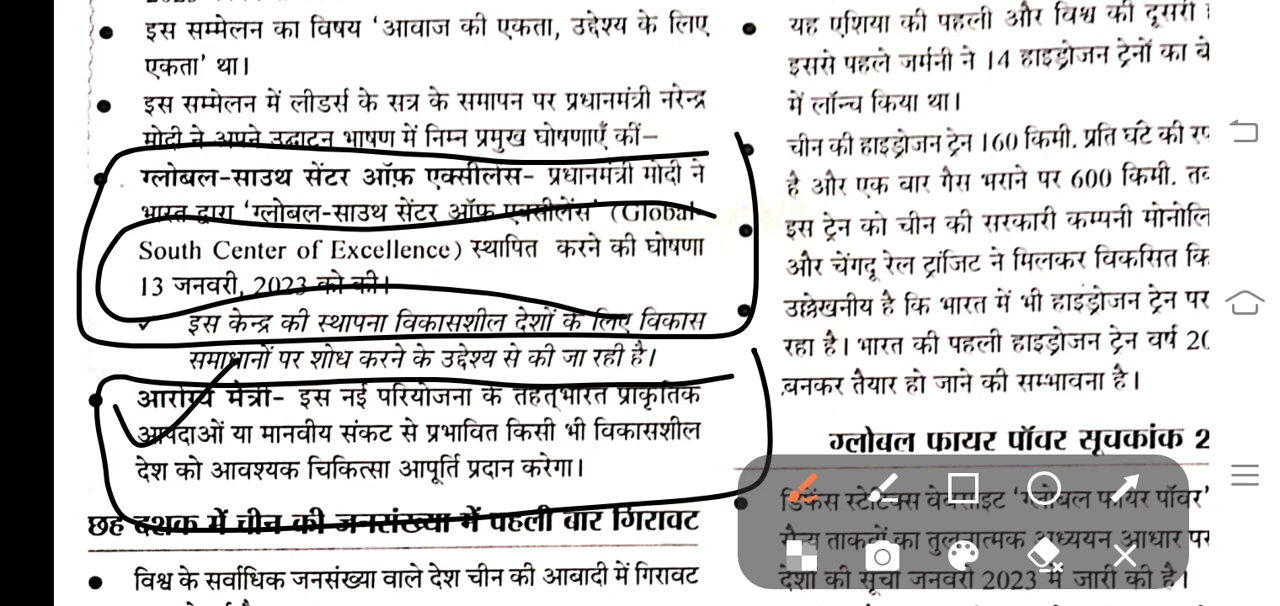 इस सम्मेलन का विषय ‘आवाज की एकता, उद्देश्य के लिए
एकता’ था।
इस सम्मेलन में लीडर्स के सत्र के समापन पर प्रधानमंत्री नरेन्द्र
मोदी ने अपने उद्घाटन भाषण में निम्न प्रमुख घोषणाएँ कीं–
ग्लोबल-साउथ सेंटर ऑफ़ एक्सीलेंस- प्रधानमंत्री मोदी ने
भारत द्वारा ‘ग्लोबल-साउथ सेंटर ऑफ एक्सीलेंस’ (Global
South Center of Excellence) स्थापित करने की घोषणा
13 जनवरी, 2023 को की।
इस केन्द्र की स्थापना विकासशील देशों के लिए विकास
समाधानों पर शोध करने के उद्देश्य से की जा रही है।
आरोग्य मैत्री- इस नई परियोजना के तहत् भारत प्राकृतिक
आपदाओं या मानवीय संकट से प्रभावित किसी भी विकासशील
देश को आवश्यक चिकित्सा आपूर्ति प्रदान करेगा।
छह दशक में चीन की जनसंख्या में पहली बार गिरावट
विश्व के सर्वाधिक जनसंख्या वाले देश चीन की आबादी में गिरावट
यह एशिया की पहली और विश्व की दूसरी
इससे पहले जर्मनी ने 14 हाइड्रोजन ट्रेनों का
में लॉन्च किया था।
चीन की हाइड्रोजन ट्रेन 160 किमी. प्रति घंटे की
है और एक बार गैस भराने पर 600 किमी.
इस ट्रेन को चीन की सरकारी कम्पनी
और चेंगदू रेल ट्रांजिट ने मिलकर विकसित
उल्लेखनीय है कि भारत में भी हाइड्रोजन ट्रेन पर
रहा है। भारत की पहली हाइड्रोजन ट्रेन वर्ष
बनकर तैयार हो जाने की सम्भावना है।
ग्लोबल फायर पॉवर सूचकांक 2
डिफेंस स्टेटिक्स वेबसाइट ‘ग्लोबल फायर पॉवर’
सैन्य ताकतों का तुलनात्मक अध्ययन आधार पर
देशों की सूची जनवरी 2023 में जारी की है।